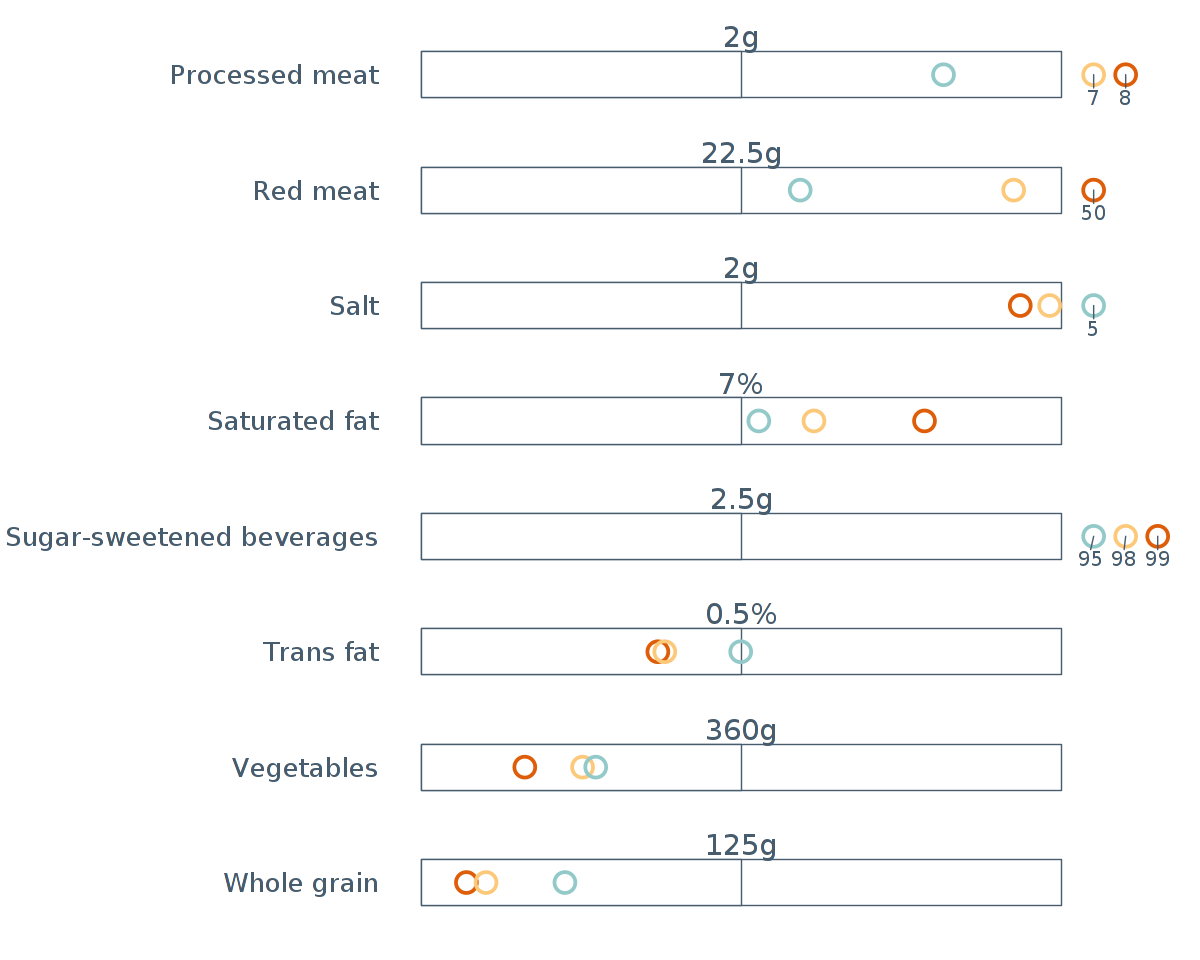 2g
Processed meat
7 8
22.5g
Red meat
50
2g
Salt
5
7%
Saturated fat
2.5g
Sugar-sweetened beverages
95 98 99
0.5%
Trans fat
360g
Vegetables
125g
Whole grain